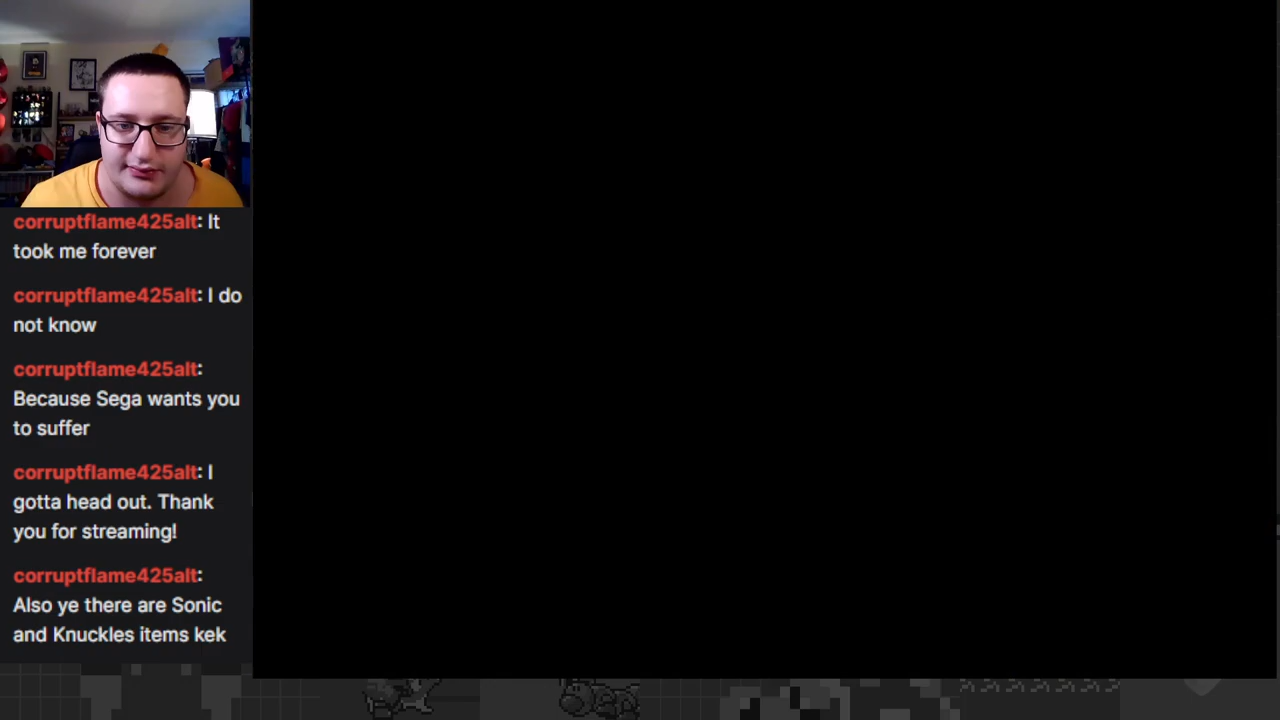 corruptflame425alt: It
took me forever
corruptflame425alt: I do
not know
corruptflame425alt:
Because Sega wants you
to suffer
corruptflame425alt: I
gotta head out. Thank
you for streaming!
corruptflame425alt:
Also ye there are Sonic
and Knuckles items kek